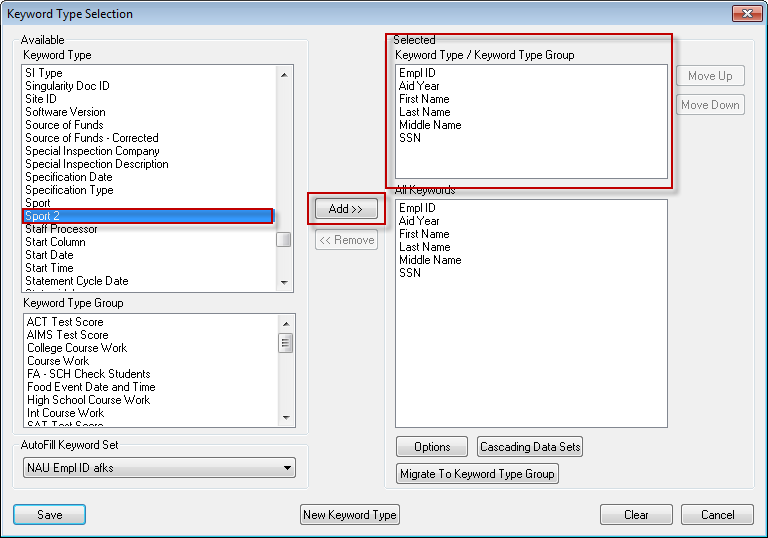 Keyword Type Selection
Available
Keyword Type
SI Type
Singularity Doc ID
Site ID
Software Version
Source of Funds
Source of Funds - Corrected
Special Inspection Company
Special Inspection Description
Specification Date
Specification Type
Sport
Sport 2
Staff Processor
Start Column
Start Date
Start Time
Statement Cycle Date
Keyword Type Group
ACT Test Score
AIMS Test Score
College Course Work
Course Work
FA - SCH Check Students
Food Event Date and Time
High School Course Work
Int Course Work
SAT Test Score
AutoFill Keyword Set
NAU Empl ID afks
Add >>
<< Remove
Selected
Keyword Type / Keyword Type Group
Empl ID
Aid Year
First Name
Last Name
Middle Name
SSN
Move Up
Move Down
All Keywords
Empl ID
Aid Year
First Name
Last Name
Middle Name
SSN
Options
Cascading Data Sets
Migrate To Keyword Type Group
Save
New Keyword Type
Clear
Cancel